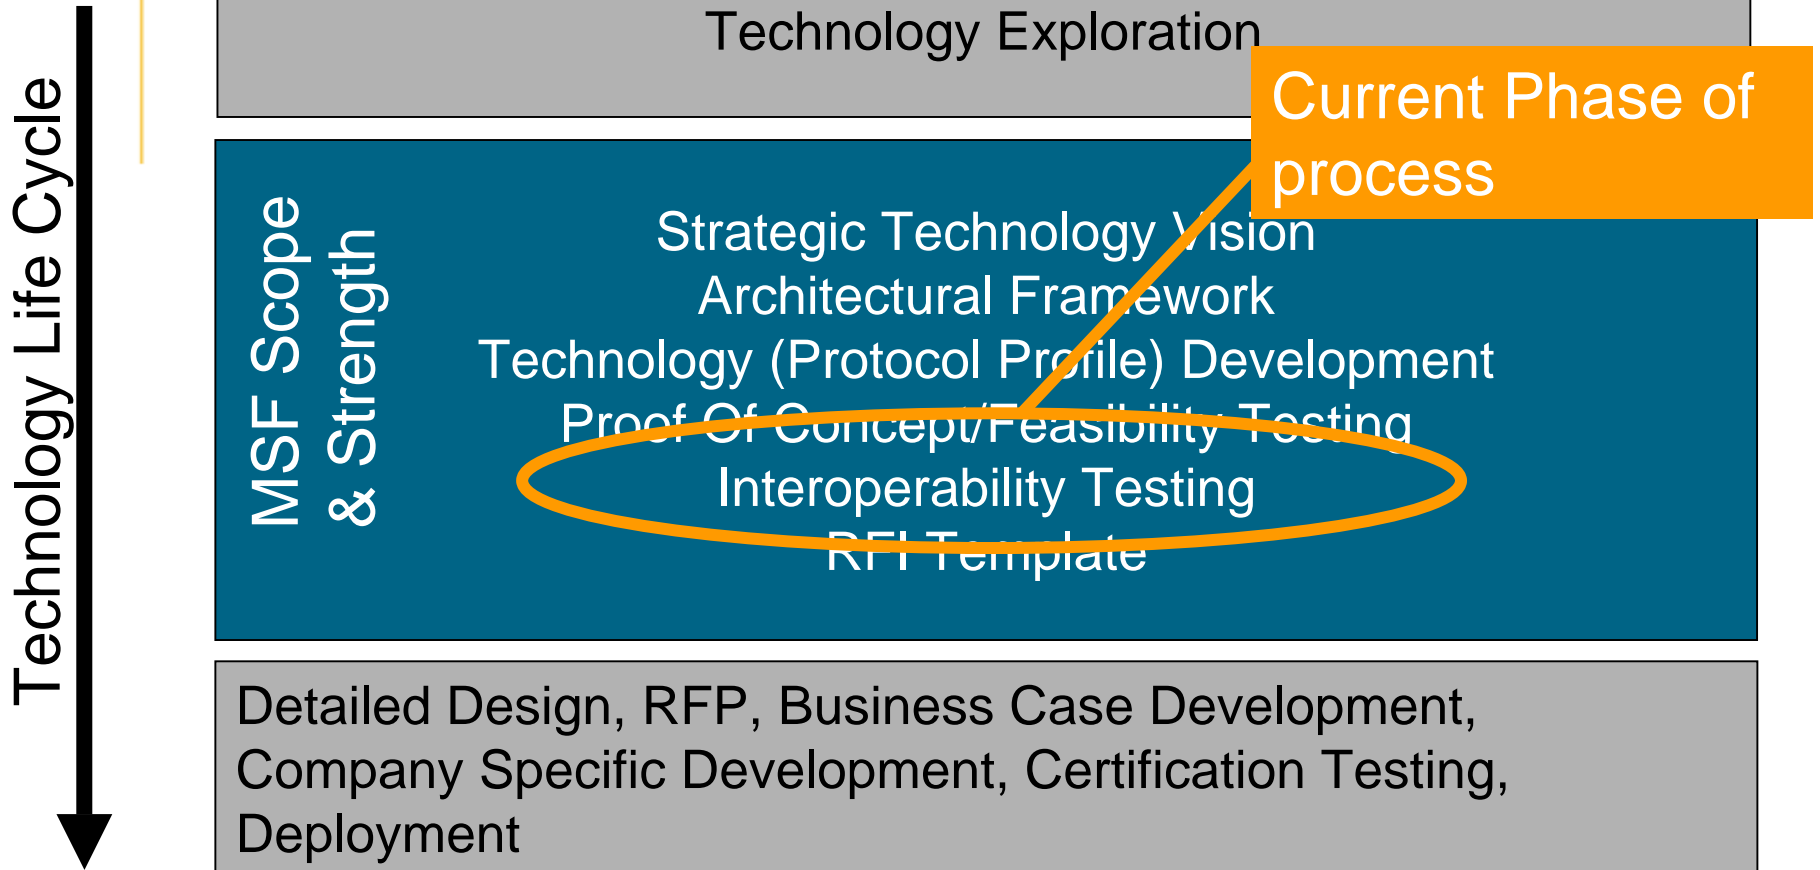 Technology Life Cycle
Technology Exploration
Current Phase of
process
MSF Scope
& Strength
Strategic Technology Vision
Architectural Framework
Technology (Protocol Profile) Development
Proof Of Concept/Feasibility Testing
Interoperability Testing
RFI Template
Detailed Design, RFP, Business Case Development,
Company Specific Development, Certification Testing,
Deployment